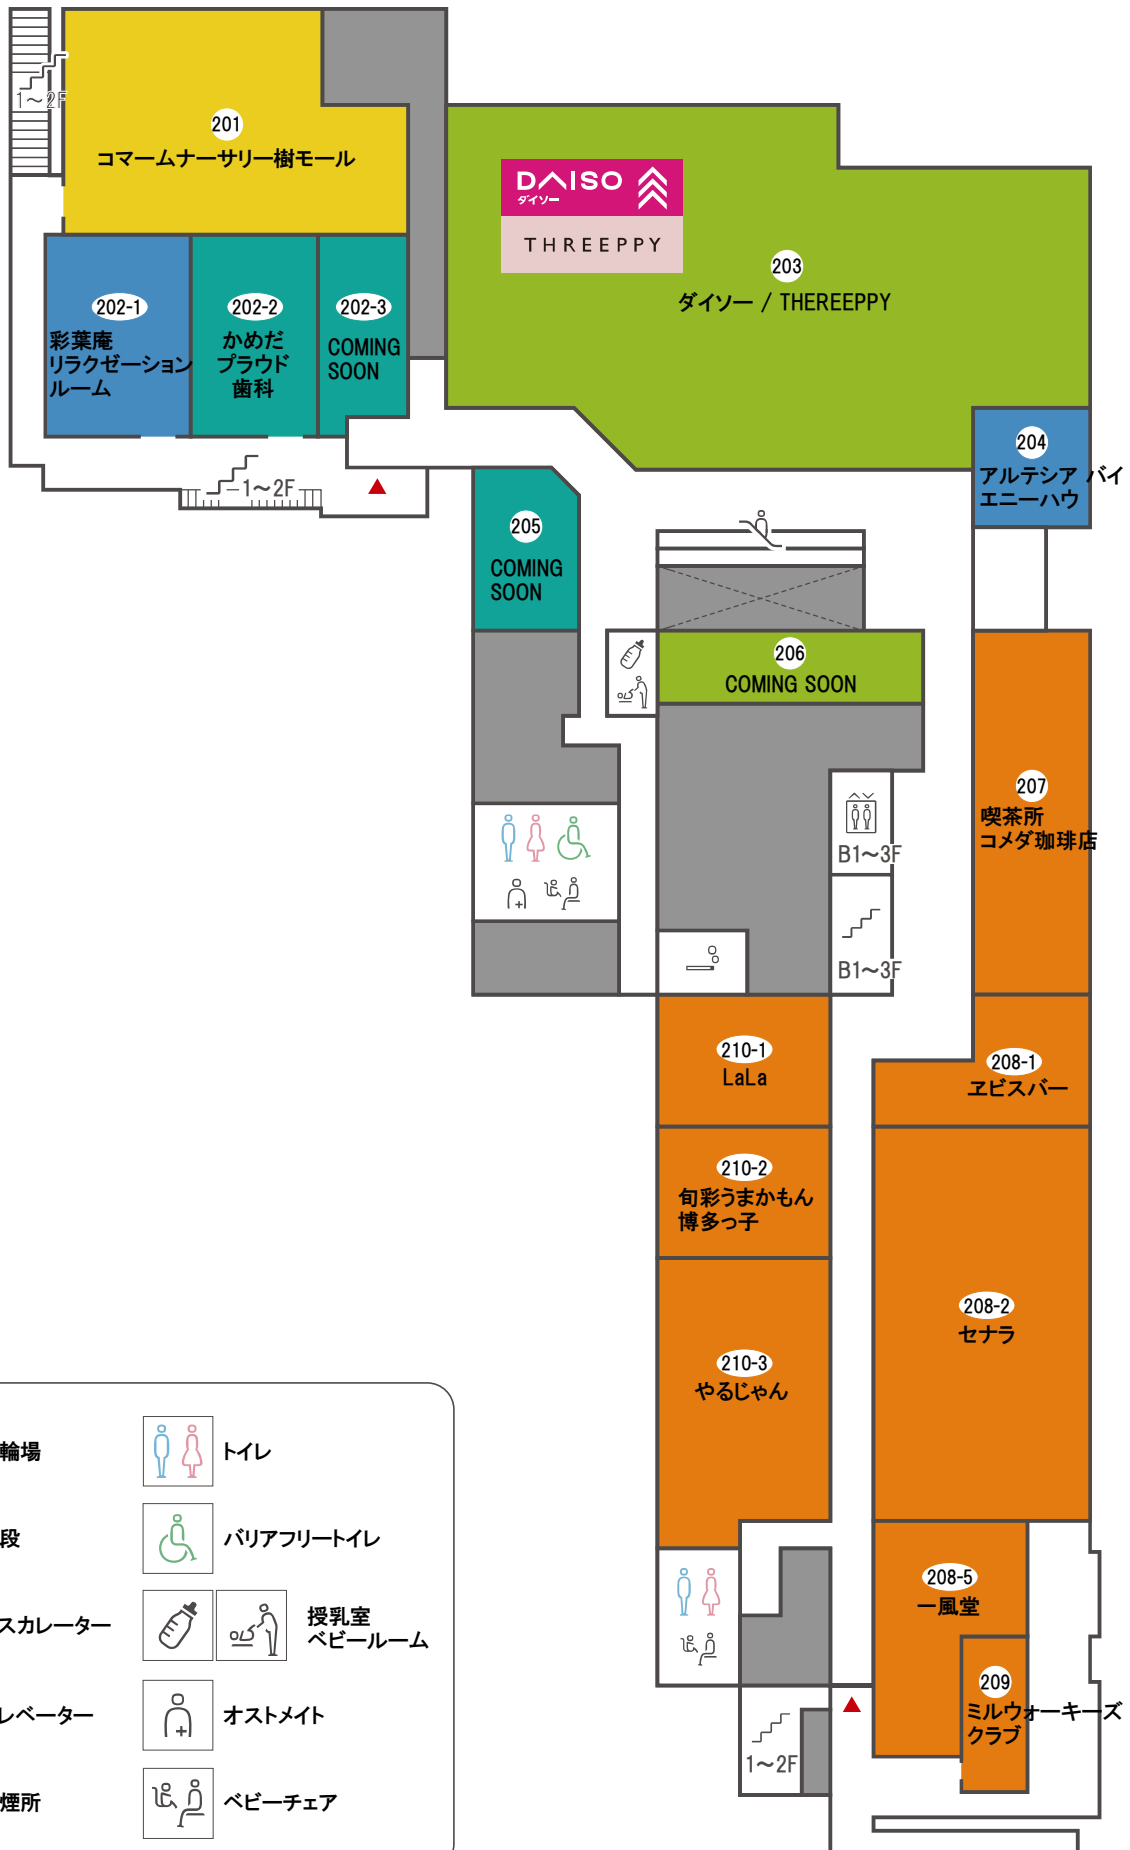 1～2F
201
コマームナーサリー樹モール
DAISO
ダイソー
THREEPPY
203
ダイソー / THEREEPPY
202-1
彩葉庵
リラクゼーション
ルーム
202-2
かめだ
プラウド
歯科
202-3
COMING
SOON
204
アルテシア バイ
エニーハウ
1～2F
205
COMING
SOON
206
COMING SOON
207
喫茶所
コメダ珈琲店
B1～3F
B1～3F
210-1
LaLa
208-1
ヱビスバー
210-2
旬彩うまかもん
博多っ子
208-2
セナラ
210-3
やるじゃん
208-5
一風堂
209
ミルウォーキーズ
クラブ
1～2F
輪場
トイレ
段
バリアフリートイレ
スカレーター
授乳室
ベビールーム
レベーター
オストメイト
煙所
ベビーチェア